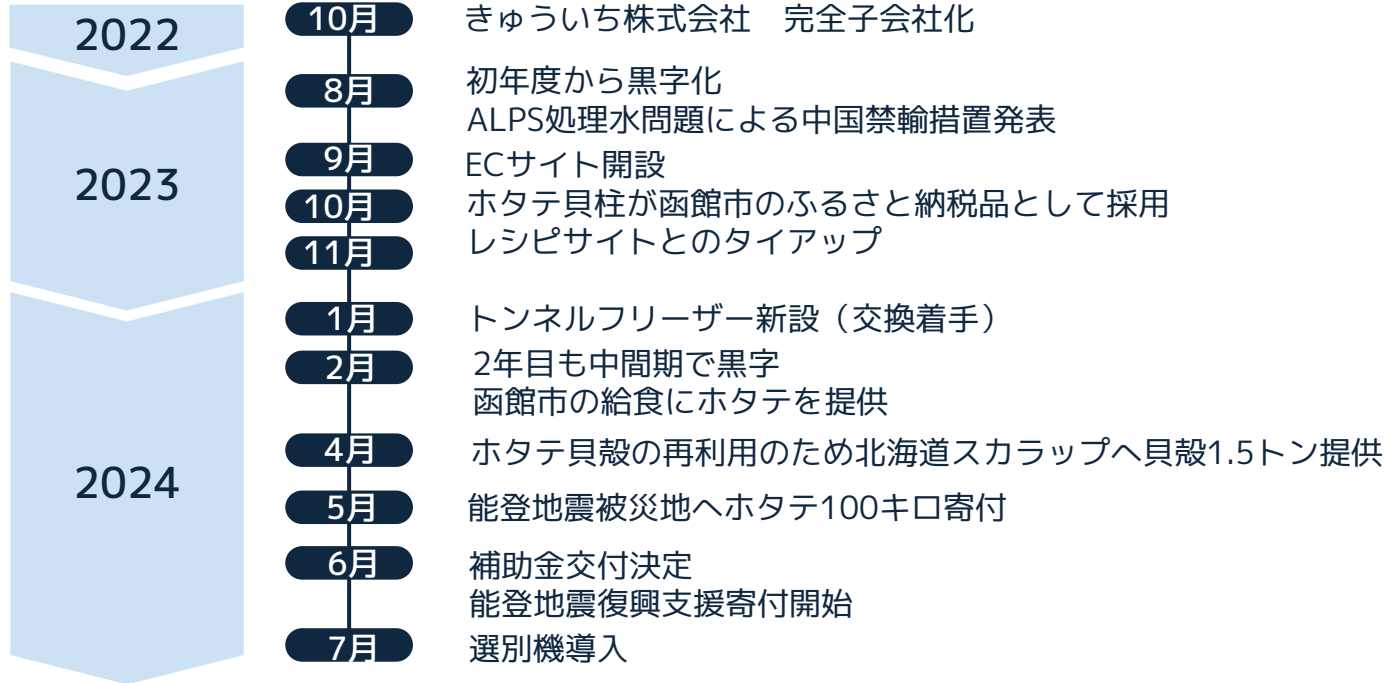 2022
10月
きゅういち株式会社　完全子会社化
2023
8月
初年度から黒字化
ALPS処理水問題による中国禁輸措置発表
9月
ECサイト開設
10月
ホタテ貝柱が函館市のふるさと納税品として採用
11月
レシピサイトとのタイアップ
2024
1月
トンネルフリーザー新設（交換着手）
2月
2年目も中間期で黒字
函館市の給食にホタテを提供
4月
ホタテ貝殻の再利用のため北海道スカラップへ貝殻1.5トン提供
5月
能登地震被災地へホタテ100キロ寄付
6月
補助金交付決定
能登地震復興支援寄付開始
7月
選別機導入